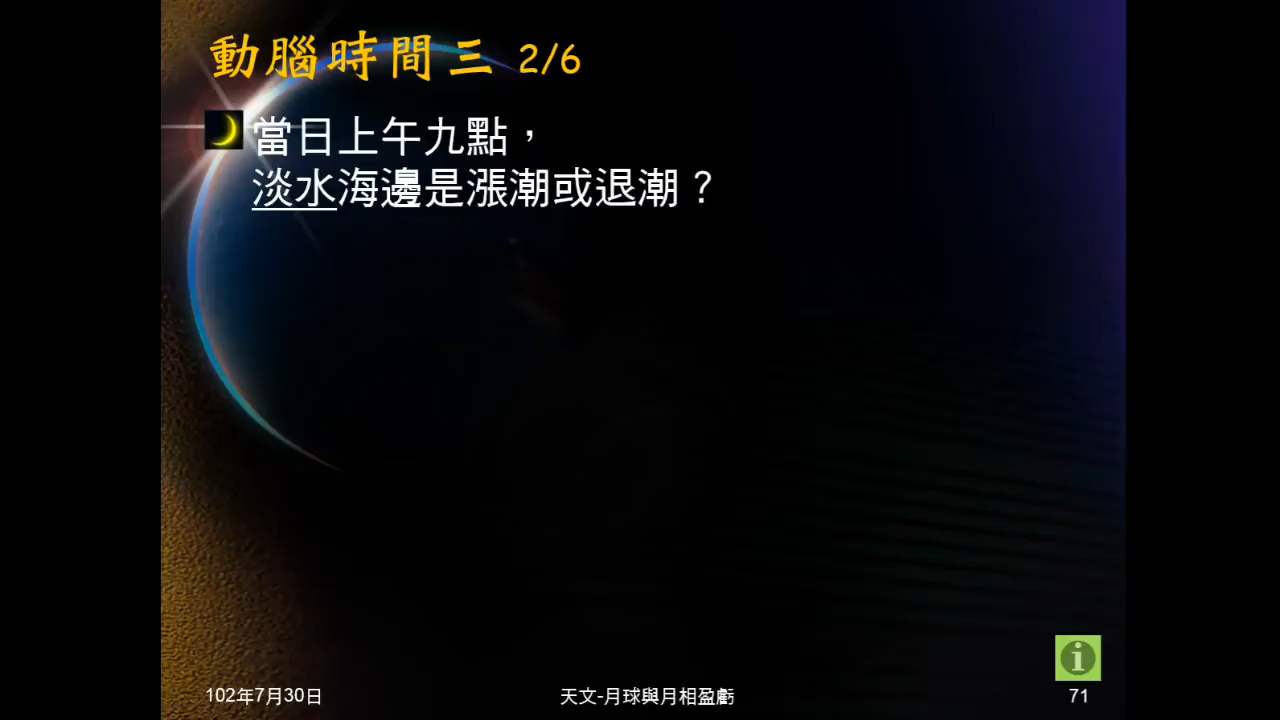 動腦時間三 2/6
當日上午九點，
淡水海邊是漲潮或退潮？
102年7月30日
天文-月球與月相盈虧
71